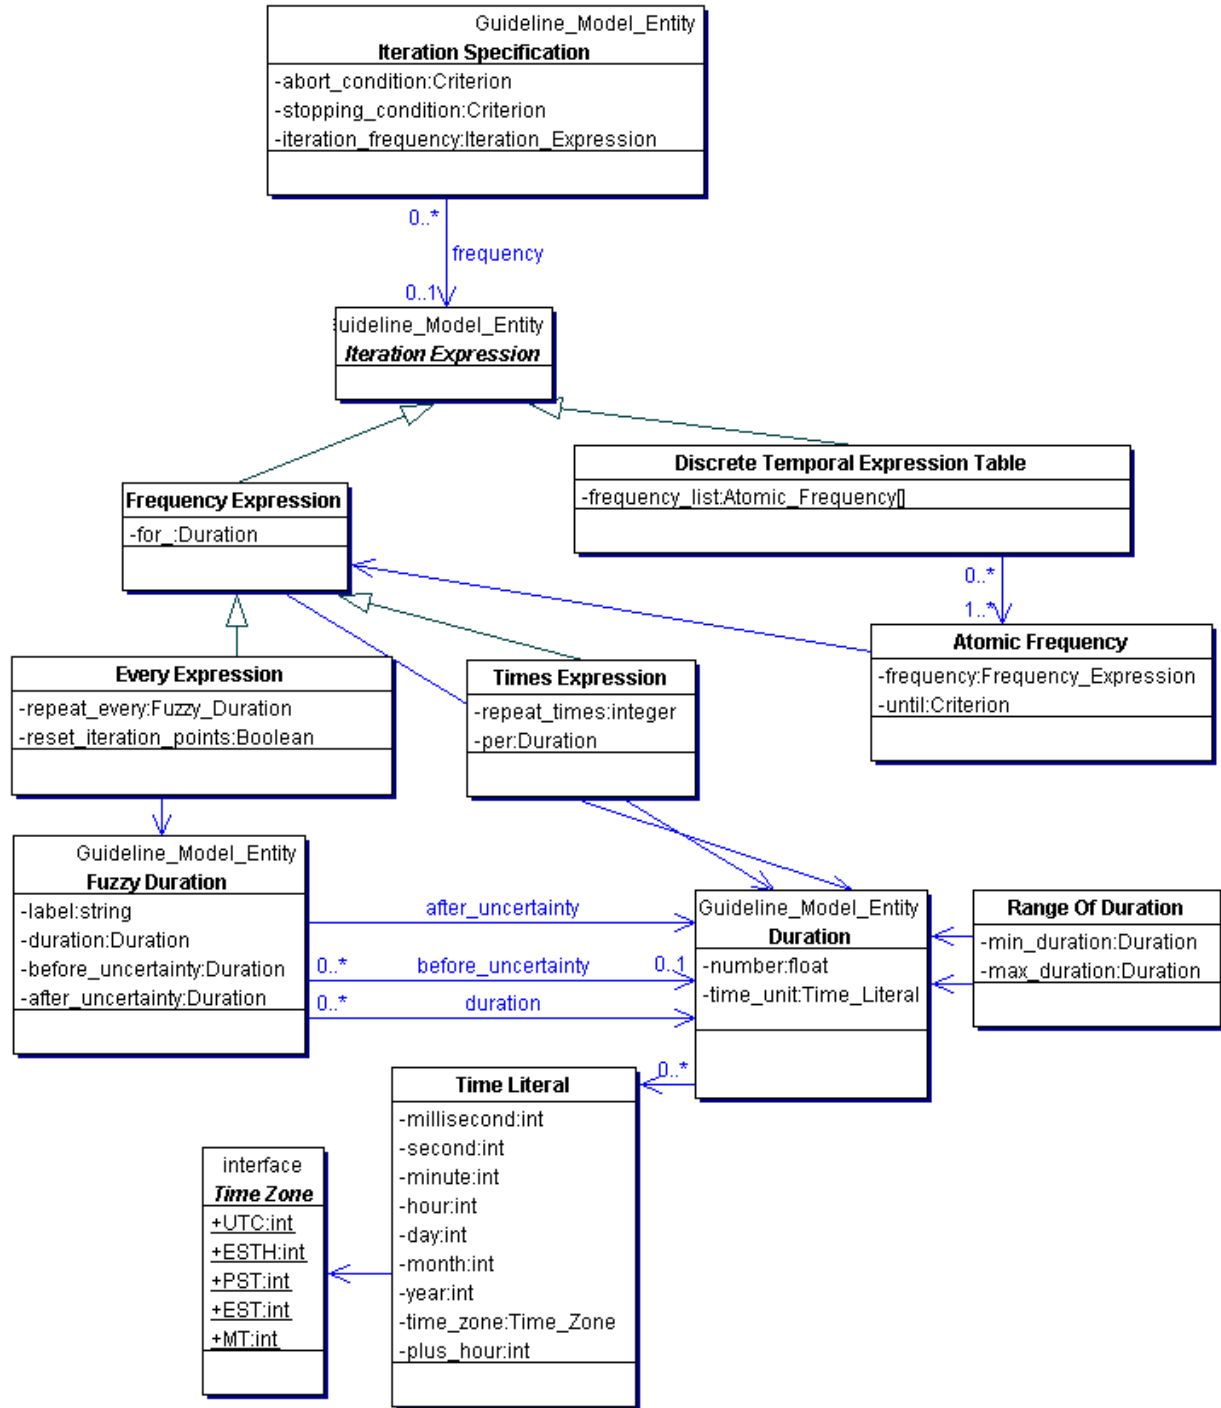 Guideline_Model_Entity
Iteration Specification
-abort_condition:Criterion
-stopping_condition:Criterion
-iteration_frequency:Iteration_Expression
0..*
frequency
0..1
uideline_Model_Entity
Iteration Expression
Discrete Temporal Expression Table
-frequency_list:Atomic_Frequency[]
Frequency Expression
-for_:Duration
0..*
1..*
Atomic Frequency
-frequency:Frequency_Expression
-until:Criterion
Every Expression
-repeat_every:Fuzzy_Duration
-reset_iteration_points:Boolean
Times Expression
-repeat_times:integer
-per:Duration
Guideline_Model_Entity
Fuzzy Duration
-label:string
-duration:Duration
-before_uncertainty:Duration
-after_uncertainty:Duration
after_uncertainty
0..*
before_uncertainty
0..1
0..*
duration
Guideline_Model_Entity
Duration
-number:float
-time_unit:Time_Literal
Range Of Duration
-min_duration:Duration
-max_duration:Duration
0..*
Time Literal
-millisecond:int
-second:int
-minute:int
-hour:int
-day:int
-month:int
-year:int
-time_zone:Time_Zone
-plus_hour:int
interface
Time Zone
+UTC:int
+ESTH:int
+PST:int
+EST:int
+MT:int